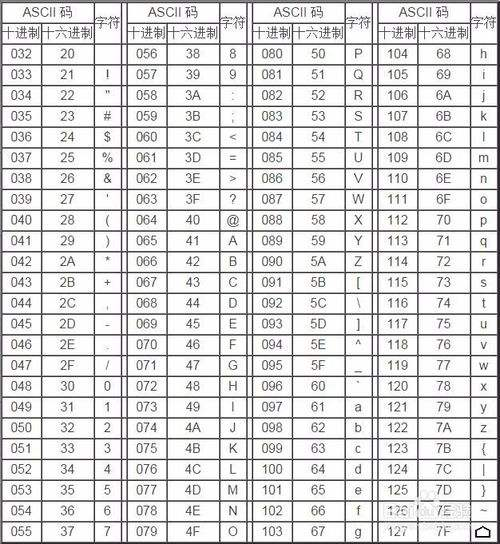 ASCII 码 字符 ASCII 码 字符 ASCII 码 字符 ASCII 码 字符
十进制 十六进制 十进制 十六进制 十进制 十六进制 十进制 十六进制
032 20 056 38 8 080 50 P 104 68 h
033 21 ! 057 39 9 081 51 Q 105 69 i
034 22 " 058 3A : 082 52 R 106 6A j
035 23 # 059 3B ; 083 53 S 107 6B k
036 24 $ 060 3C < 084 54 T 108 6C l
037 25 % 061 3D = 085 55 U 109 6D m
038 26 & 062 3E > 086 56 V 110 6E n
039 27 ' 063 3F ? 087 57 W 111 6F o
040 28 ( 064 40 @ 088 58 X 112 70 p
041 29 ) 065 41 A 089 59 Y 113 71 q
042 2A * 066 42 B 090 5A Z 114 72 r
043 2B + 067 43 C 091 5B [ 115 73 s
044 2C , 068 44 D 092 5C \ 116 74 t
045 2D - 069 45 E 093 5D ] 117 75 u
046 2E . 070 46 F 094 5E ^ 118 76 v
047 2F / 071 47 G 095 5F _ 119 77 w
048 30 0 072 48 H 096 60 ` 120 78 x
049 31 1 073 49 I 097 61 a 121 79 y
050 32 2 074 4A J 098 62 b 122 7A z
051 33 3 075 4B K 099 63 c 123 7B {
052 34 4 076 4C L 100 64 d 124 7C |
053 35 5 077 4D M 101 65 e 125 7D }
054 36 6 078 4E N 102 66 f 126 7E ~
055 37 7 079 4F O 103 67 g 127 7F ⌂